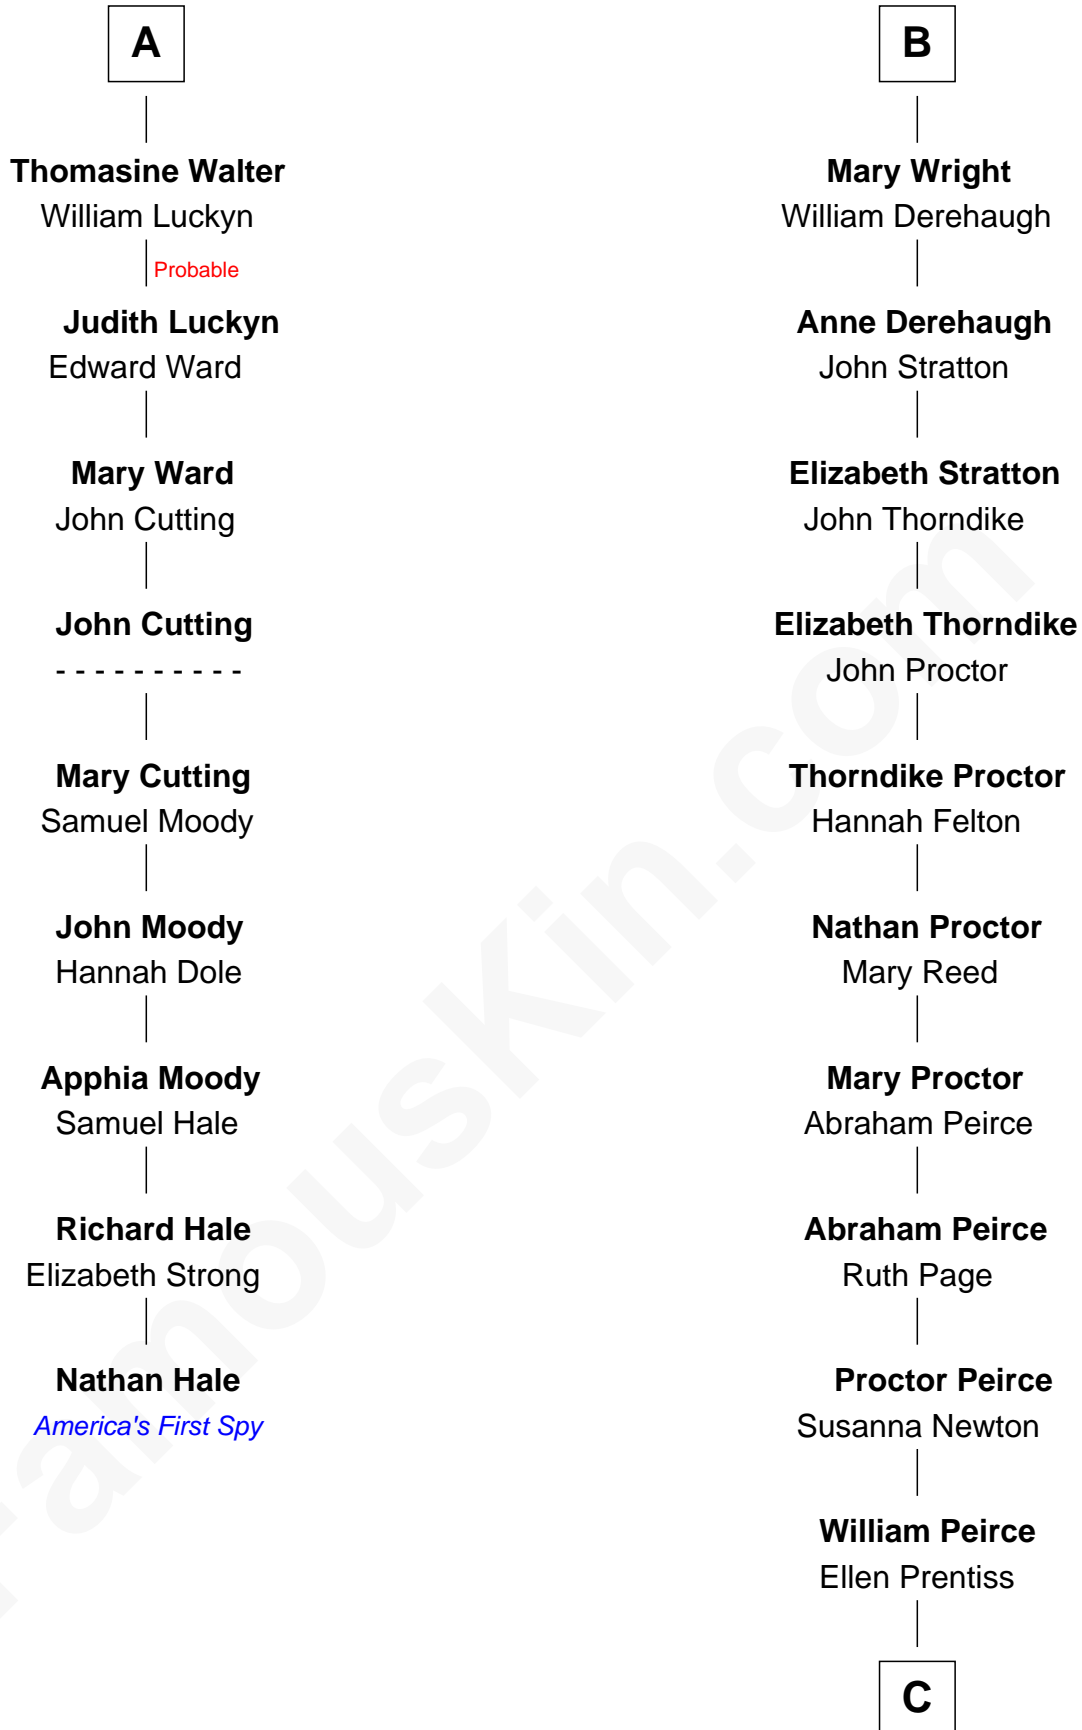 A
Thomasine Walter
William Luckyn
Probable
Judith Luckyn
Edward Ward
Mary Ward
John Cutting
John Cutting
- - - - - - - - - -
Mary Cutting
Samuel Moody
John Moody
Hannah Dole
Apphia Moody
Samuel Hale
Richard Hale
Elizabeth Strong
Nathan Hale
America's First Spy
B
Mary Wright
William Derehaugh
Anne Derehaugh
John Stratton
Elizabeth Stratton
John Thorndike
Elizabeth Thorndike
John Proctor
Thorndike Proctor
Hannah Felton
Nathan Proctor
Mary Reed
Mary Proctor
Abraham Peirce
Abraham Peirce
Ruth Page
Proctor Peirce
Susanna Newton
William Peirce
Ellen Prentiss
C
FamousKin.com